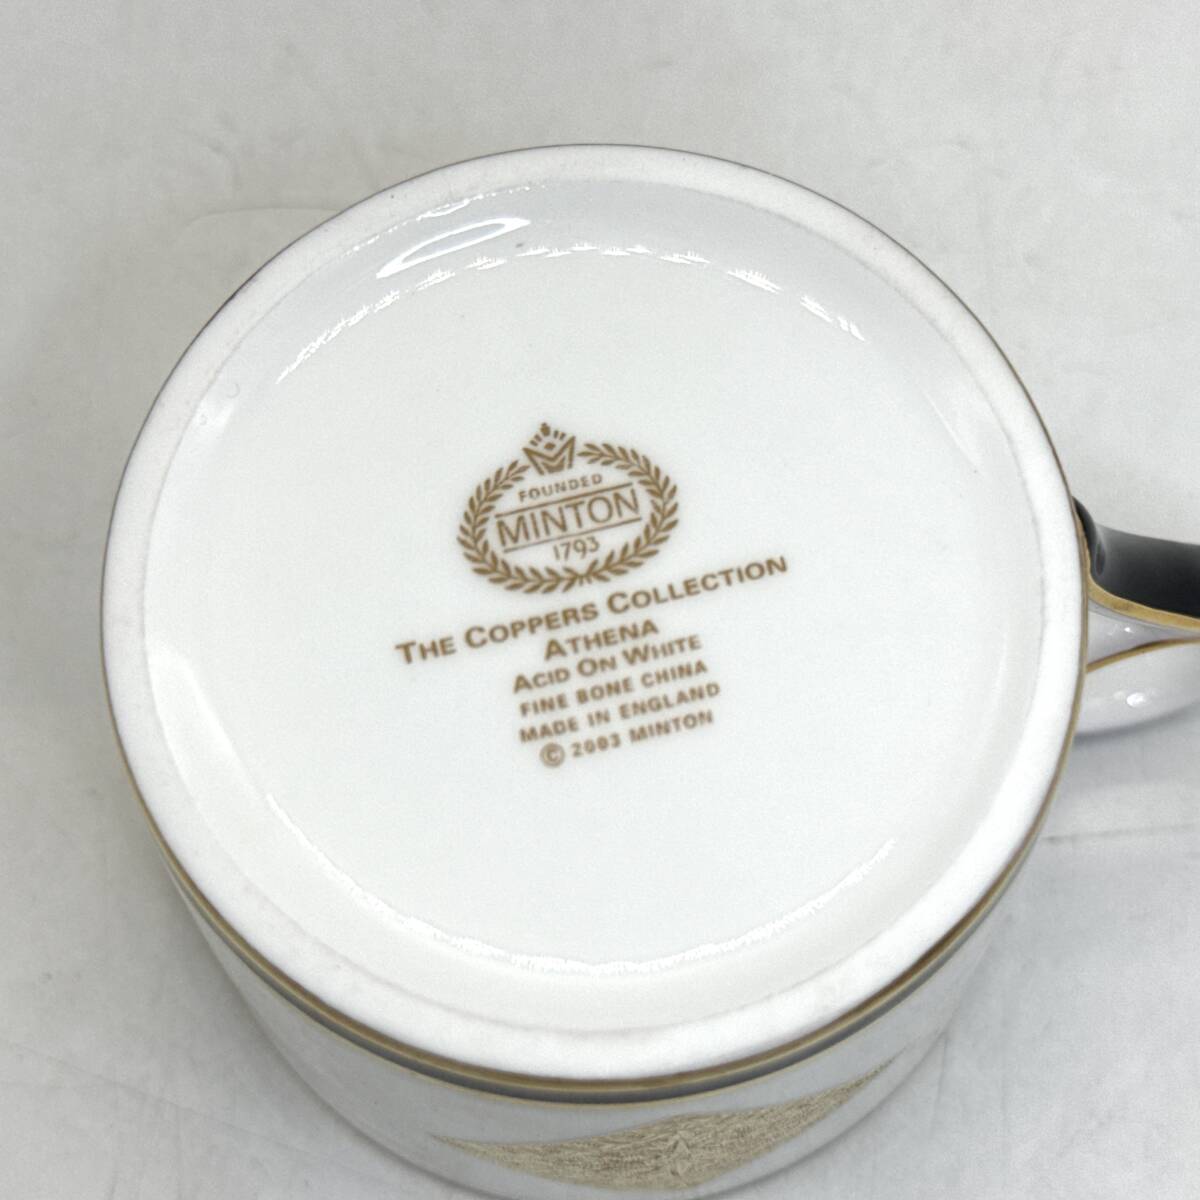 FOUNDED
MINTON
1793
THE COPPERS COLLECTION
ATHENA
ACID ON WHITE
FINE BONE CHINA
MADE IN ENGLAND
© 2003 MINTON